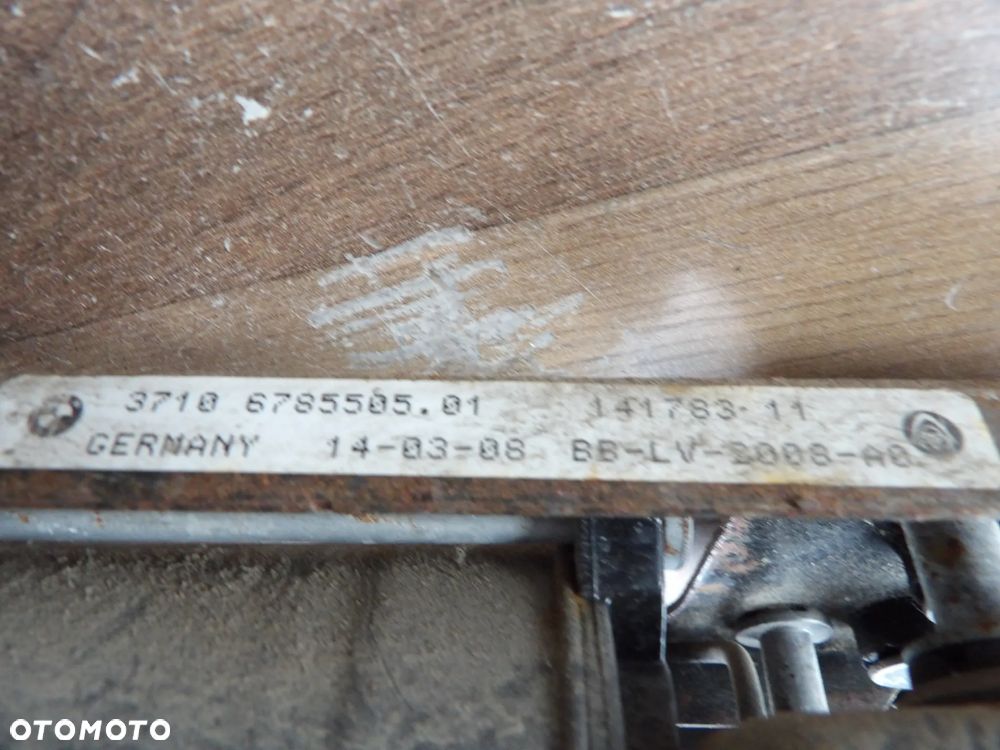 3710 6785505.01 141783-11
GERMANY 14-03-08 BB-LV-2008-A0
OTOMOTO